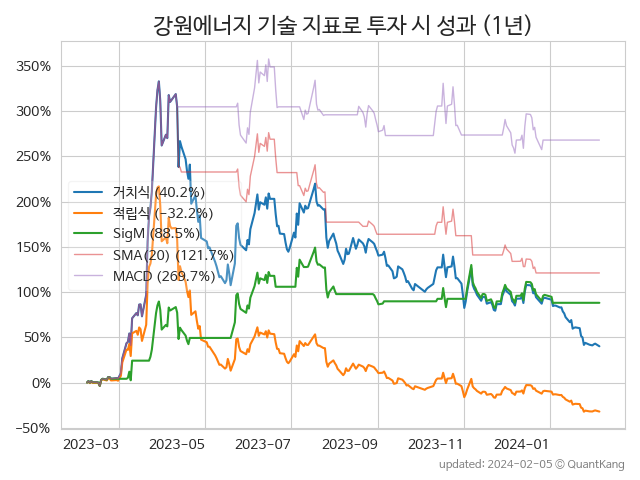 강원에너지 기술 지표로 투자 시 성과 (1년)
350%
300%
250%
200%
150%
100%
50%
0%
−50%
거치식 (40.2%)
적립식 (−32.2%)
SigM (88.5%)
SMA(20) (121.7%)
MACD (269.7%)
2023−03 2023−05 2023−07 2023−09 2023−11 2024−01
updated: 2024−02−05 ⓒ QuantKang